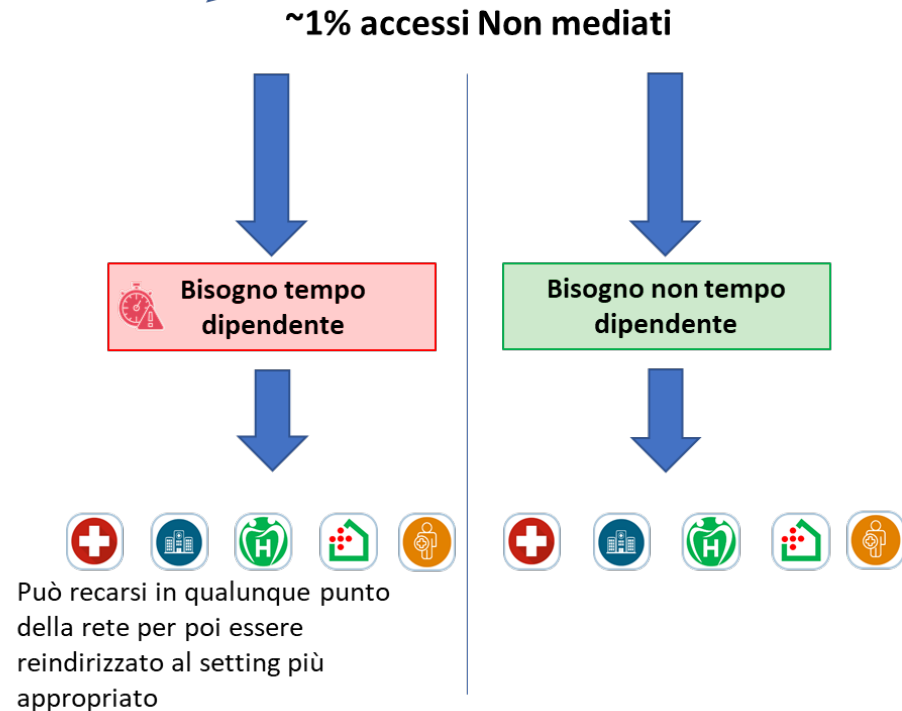 ~1% accessi Non mediati
Bisogno tempo
dipendente
Bisogno non tempo
dipendente
H
H
Può recarsi in qualunque punto
della rete per poi essere
reindirizzato al setting più
appropriato